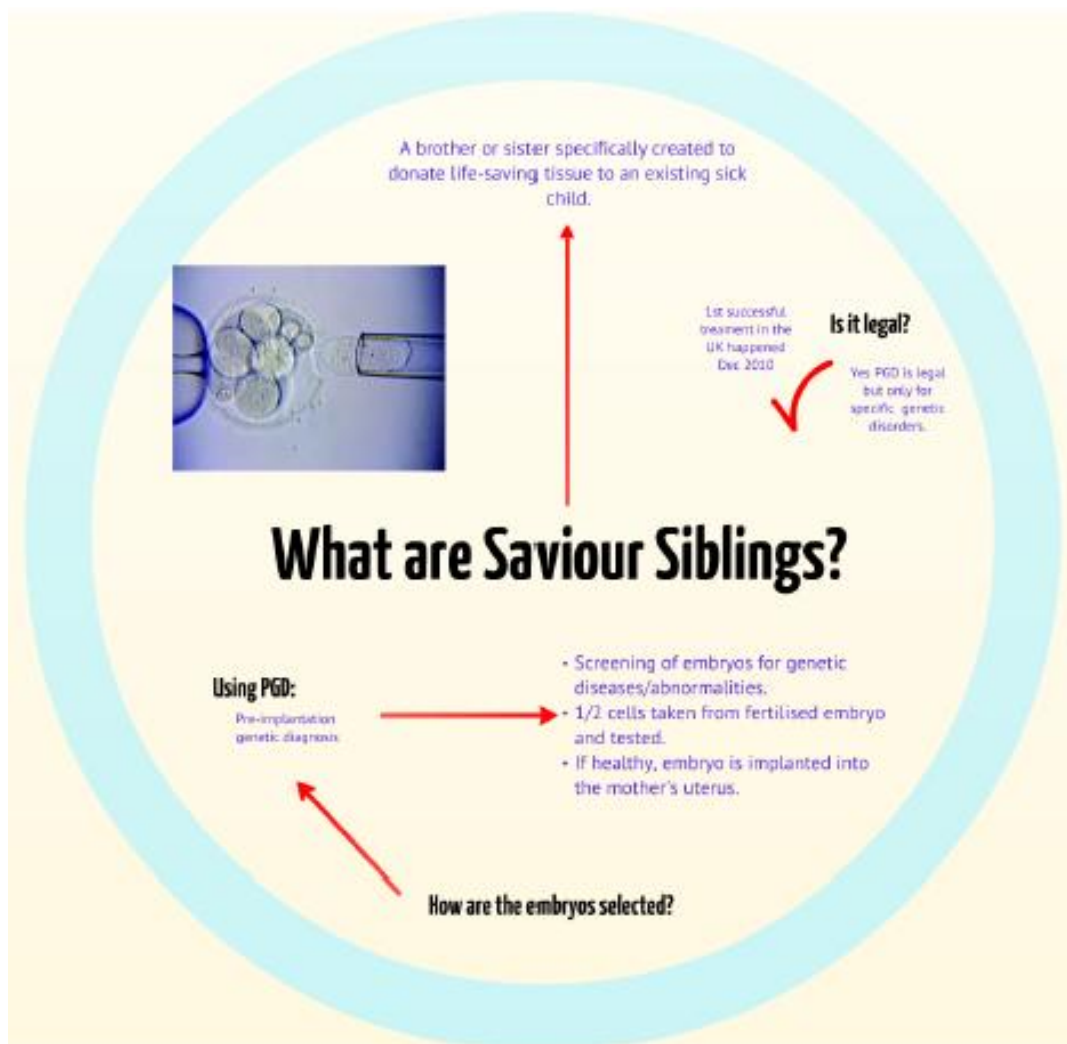 A brother or sister specifically created to
donate life-saving tissue to an existing sick
child.
1st successful
treament in the
UK happened
Dec 2010
Is it legal?
Yes PGD is legal
but only for
specific genetic
disorders.
What are Saviour Siblings?
Using PGD:
Pre-implantation
genetic diagnosis
• Screening of embryos for genetic
diseases/abnormalities.
• 1/2 cells taken from fertilised embryo
and tested.
• If healthy, embryo is implanted into
the mother's uterus.
How are the embryos selected?